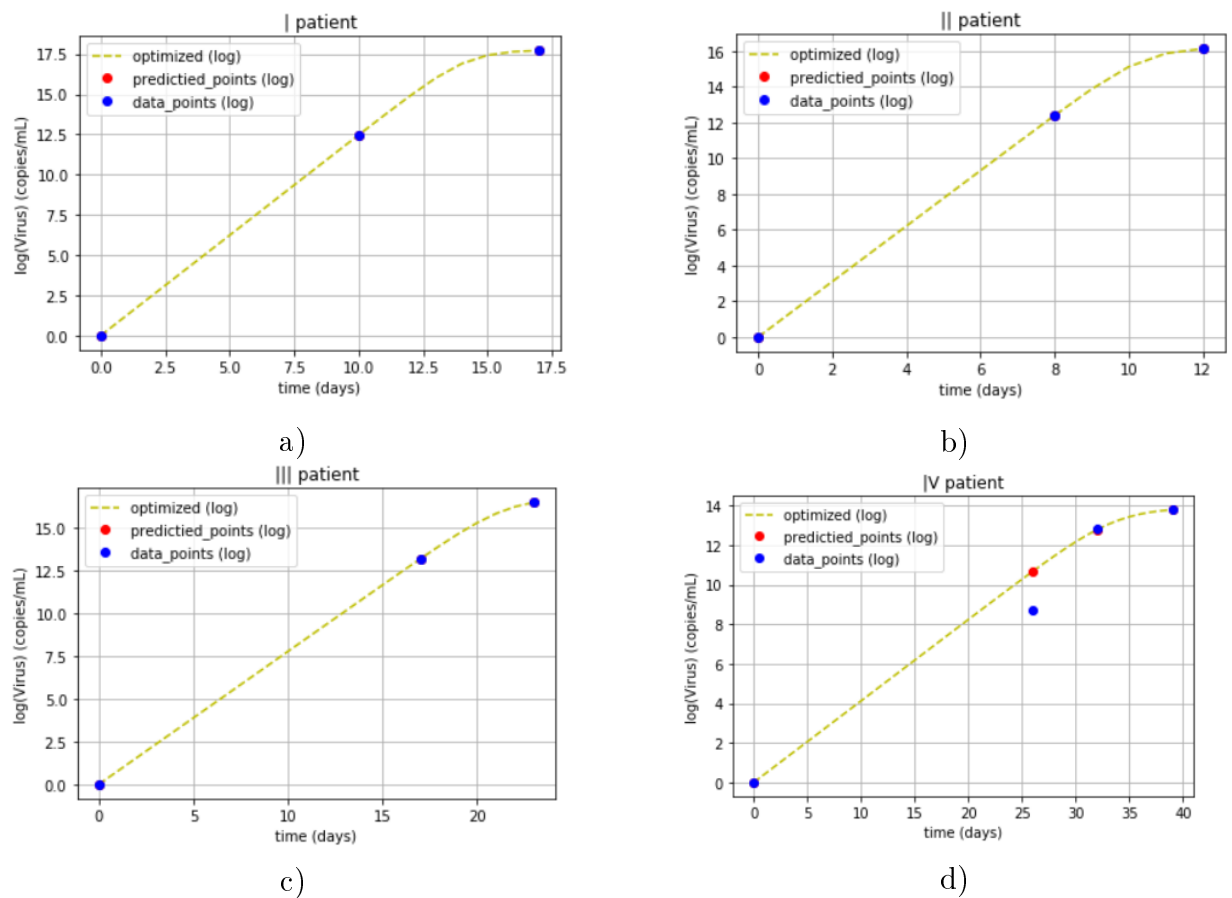 | patient
optimized (log)
predictied_points (log)
data_points (log)
log(Virus) (copies/mL)
17.5
15.0
12.5
10.0
7.5
5.0
2.5
0.0
0.0 2.5 5.0 7.5 10.0 12.5 15.0 17.5
time (days)
a)
|| patient
optimized (log)
predictied_points (log)
data_points (log)
log(Virus) (copies/mL)
16
14
12
10
8
6
4
2
0
0 2 4 6 8 10 12
time (days)
b)
||| patient
optimized (log)
predictied_points (log)
data_points (log)
log(Virus) (copies/mL)
15.0
12.5
10.0
7.5
5.0
2.5
0.0
0 5 10 15 20
time (days)
c)
|V patient
optimized (log)
predictied_points (log)
data_points (log)
log(Virus) (copies/mL)
14
12
10
8
6
4
2
0
0 5 10 15 20 25 30 35 40
time (days)
d)